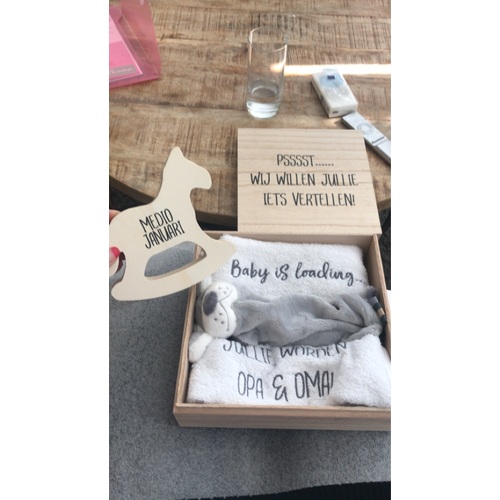 PSSSST......
WIJ WILLEN JULLIE
IETS VERTELLEN!
MEDIO
JANUARI
Baby is loading...
JULLIE WORDEN
OPA & OMA!